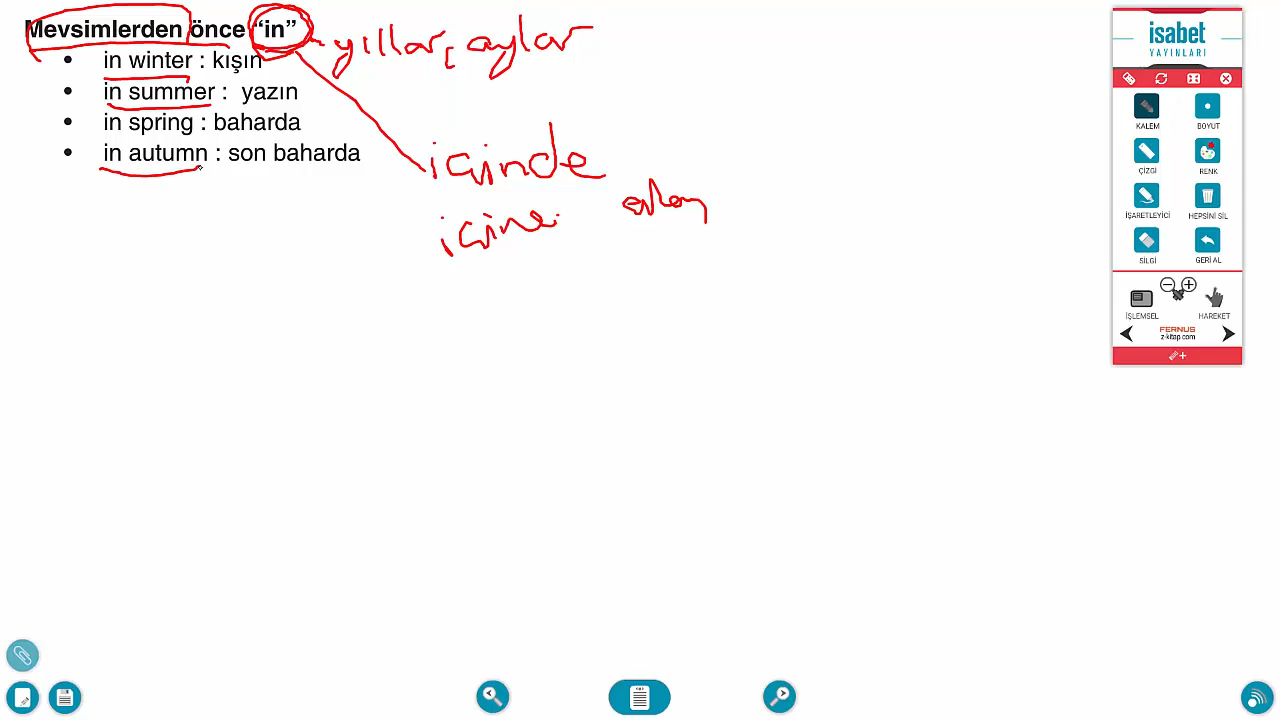 Mevsimlerden önce “in”
yıllar, aylar
• in winter : kışın
• in summer : yazın
• in spring : baharda
• in autumn : son baharda
içinde
içine
isabet
YAYINLARI
KALEM
BOYUT
ÇİZGİ
RENK
İŞARETLEYİCİ
HEPSİNİ SİL
SİLGİ
GERİ AL
İŞLEMSEL
HAREKET
FERNUS
z-kitap.com